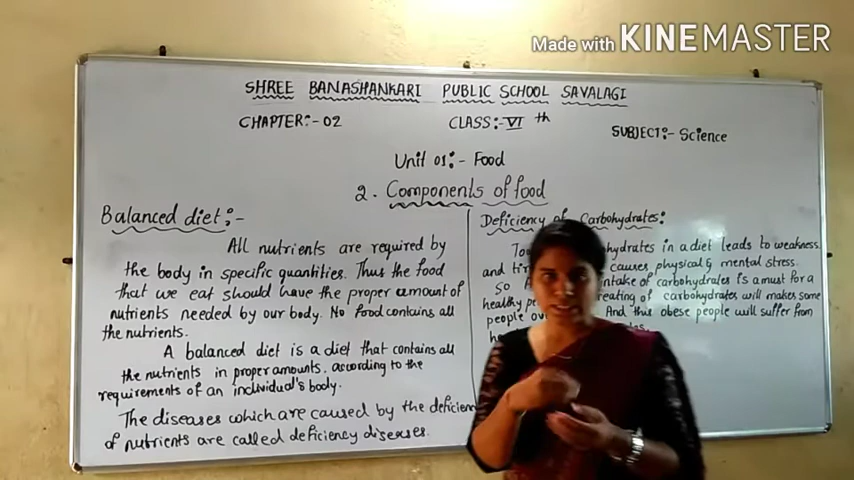 Made with KINEMASTER
SHREE BANASHANKARI PUBLIC SCHOOL SAVALAGI
CHAPTER:- 02 CLASS:- VI th SUBJECT:- Science
Unit 01:- Food
2. Components of food
Balanced diet:-
All nutrients are required by
the body in specific quantities. Thus the food
that we eat should have the proper amount of
nutrients needed by our body. No food contains all
the nutrients.
A balanced diet is a diet that contains all
the nutrients in proper amounts. according to the
requirements of an individual's body.
The diseases which are caused by the
of nutrients are called deficiency diseases.
Deficiency of Carbohydrates:
in a diet leads to weakness.
and causes physical & mental stress.
So intake of carbohydrates is a must for a
healthy of carbohydrates will makes some
people And thus obese people will suffer from